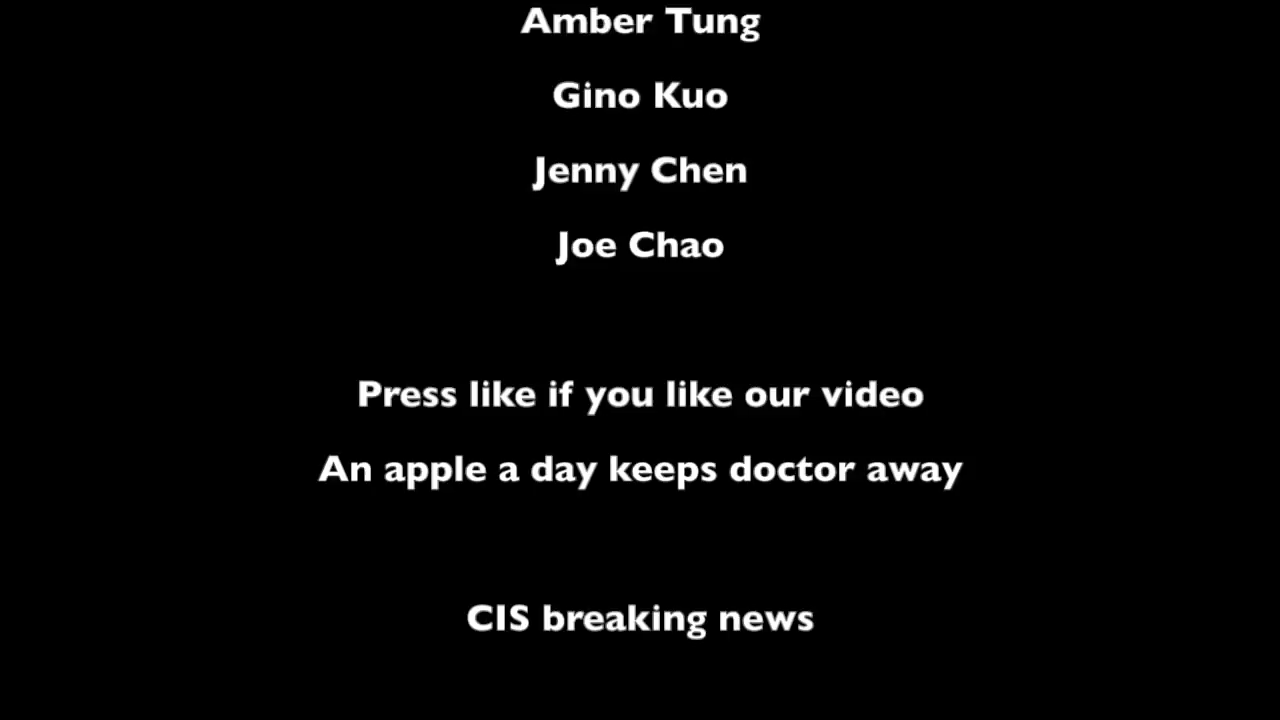 Amber Tung
Gino Kuo
Jenny Chen
Joe Chao
Press like if you like our video
An apple a day keeps doctor away
CIS breaking news